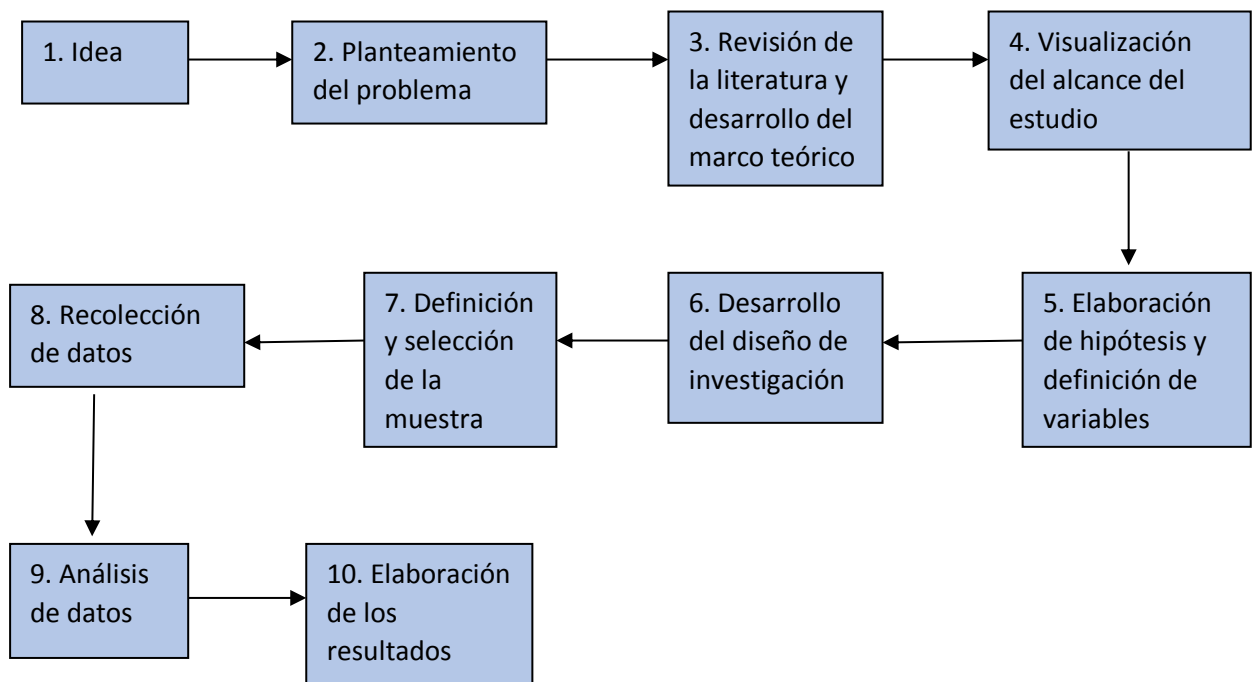 1. Idea
2. Planteamiento
del problema
3. Revisión de
la literatura y
desarrollo del
marco teórico
4. Visualización
del alcance del
estudio
5. Elaboración
de hipótesis y
definición de
variables
6. Desarrollo
del diseño de
investigación
7. Definición
y selección
de la
muestra
8. Recolección
de datos
9. Análisis
de datos
10. Elaboración
de los
resultados